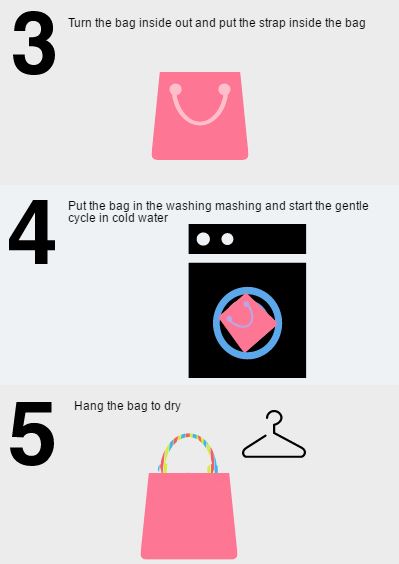 3
Turn the bag inside out and put the strap inside the bag
4
Put the bag in the washing mashing and start the gentle
cycle in cold water
5
Hang the bag to dry